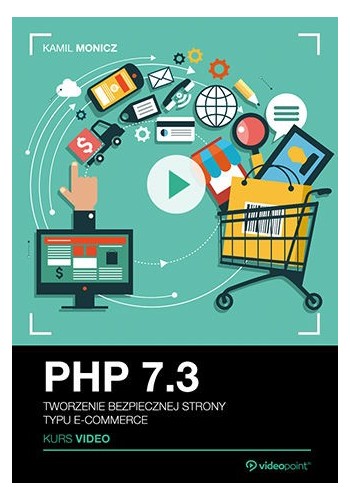 KAMIL MONICZ
$
$
PHP 7.3
TWORZENIE BEZPIECZNEJ STRONY
TYPU E-COMMERCE
KURS VIDEO
videopoint